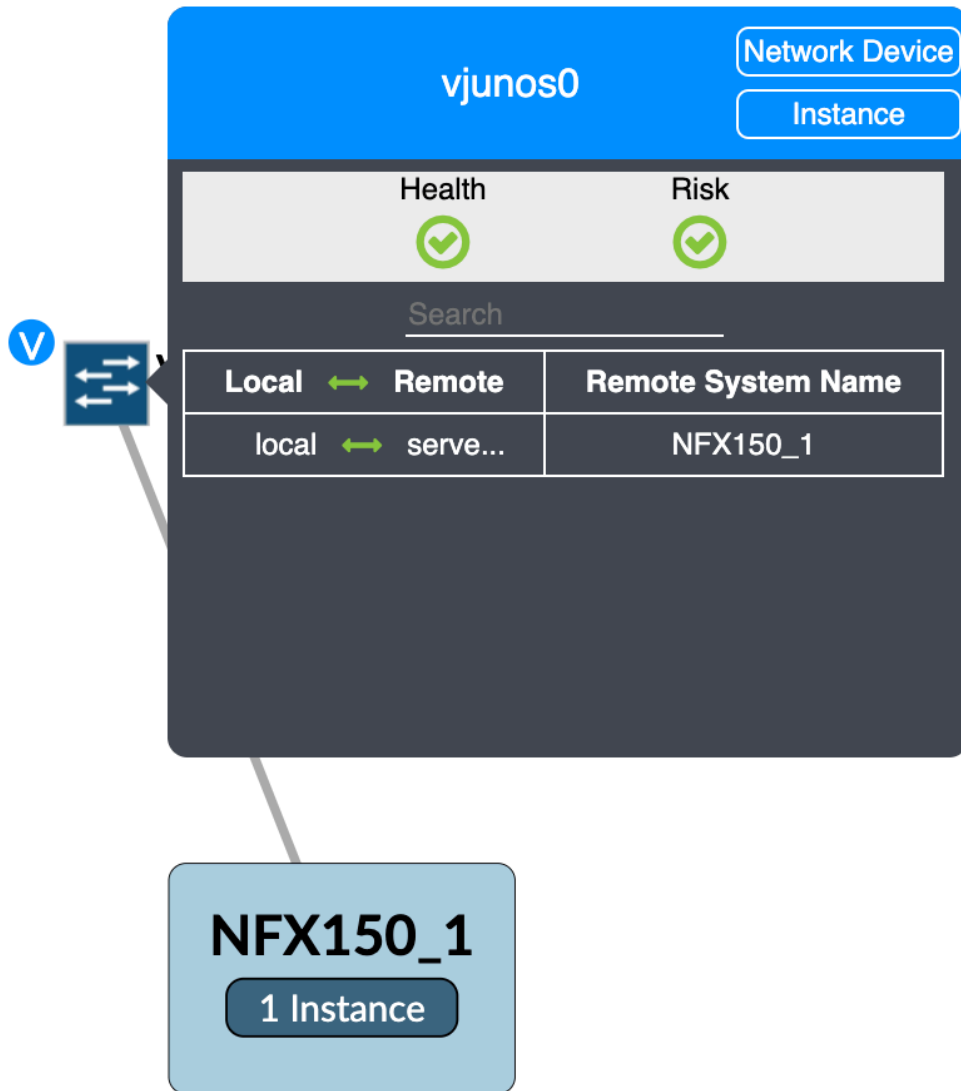 vjunos0
Network Device
Instance
Health Risk
Search
V
Local Remote Remote System Name
local serve... NFX150_1
NFX150_1
1 Instance